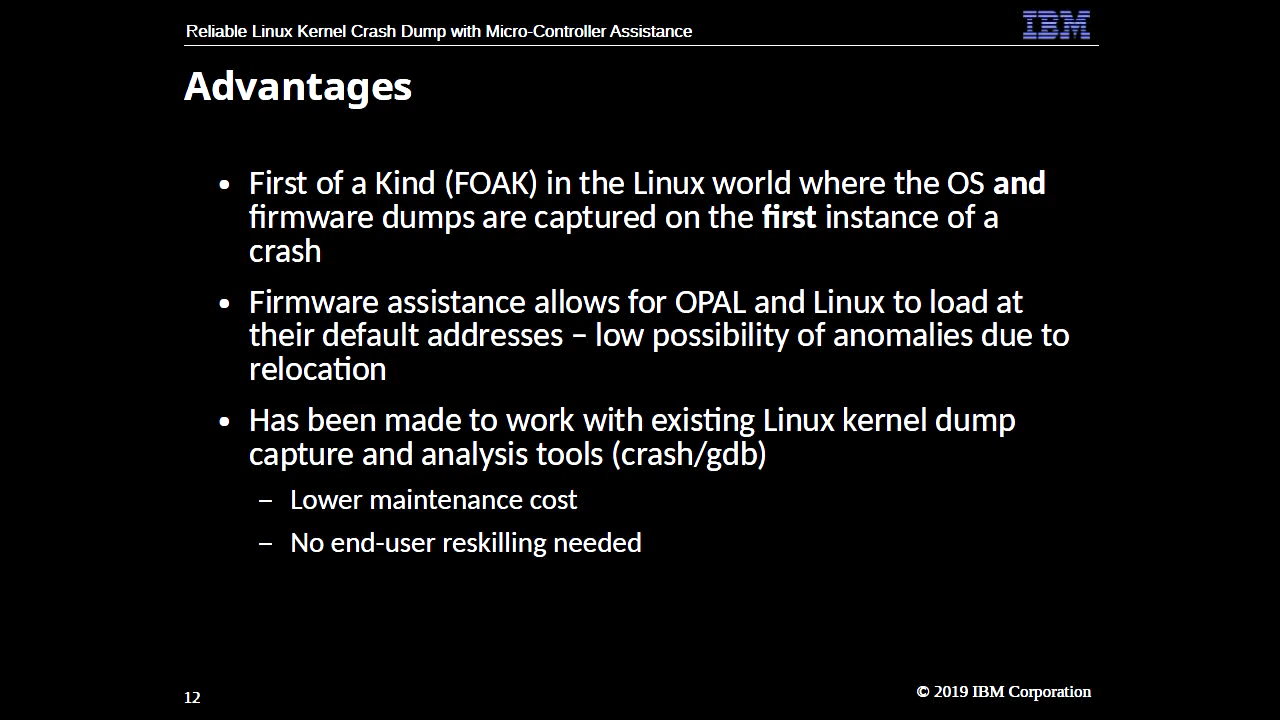 Reliable Linux Kernel Crash Dump with Micro-Controller Assistance
IBM
Advantages
• First of a Kind (FOAK) in the Linux world where the OS and
firmware dumps are captured on the first instance of a
crash
• Firmware assistance allows for OPAL and Linux to load at
their default addresses – low possibility of anomalies due to
relocation
• Has been made to work with existing Linux kernel dump
capture and analysis tools (crash/gdb)
– Lower maintenance cost
– No end-user reskilling needed
12
© 2019 IBM Corporation